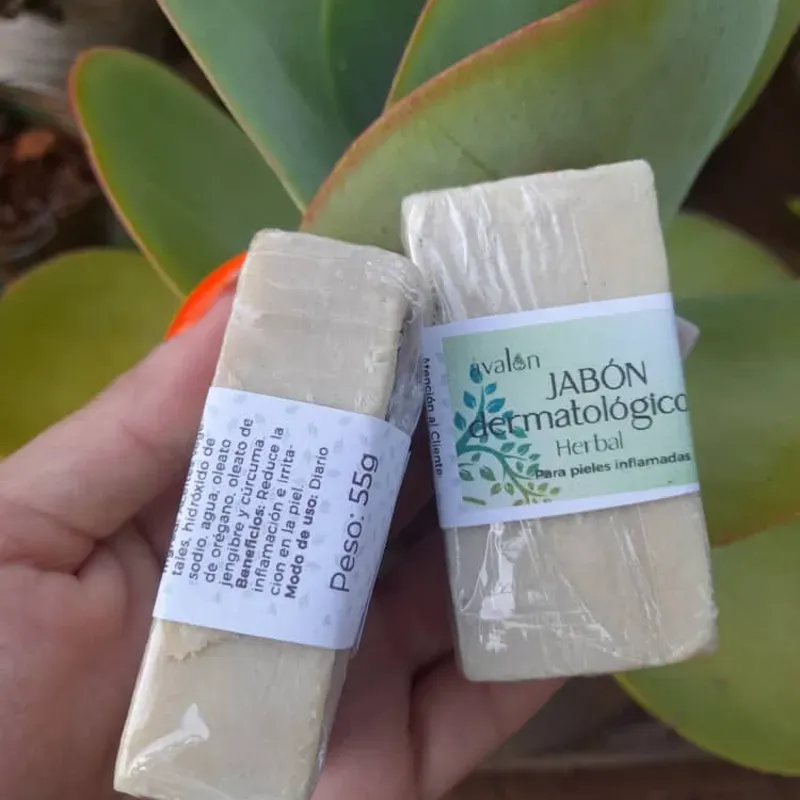 tales, hidróxido de
sodio, agua, oleato
de orégano, oleato de
jengibre y cúrcuma.
Beneficios: Reduce la
inflamación e irrita-
cion en la piel.
Modo de uso: Diario
Peso: 55g
Atención al Cliente
avalon
JABÓN
dermatológico
Herbal
Para pieles inflamadas